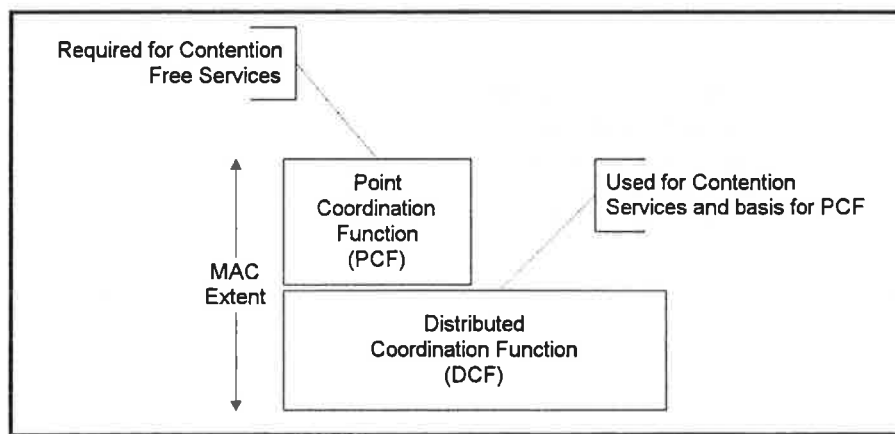 Required for Contention
Free Services
Point
Coordination
Function
(PCF)
Used for Contention
Services and basis for PCF
MAC
Extent
Distributed
Coordination Function
(DCF)